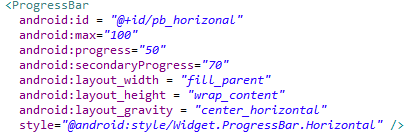 <ProgressBar
android:id = "@+id/pb_horizonal"
android:max="100"
android:progress="50"
android:secondaryProgress="70"
android:layout_width = "fill_parent"
android:layout_height = "wrap_content"
android:layout_gravity = "center_horizontal"
style="@android:style/Widget.ProgressBar.Horizontal" />